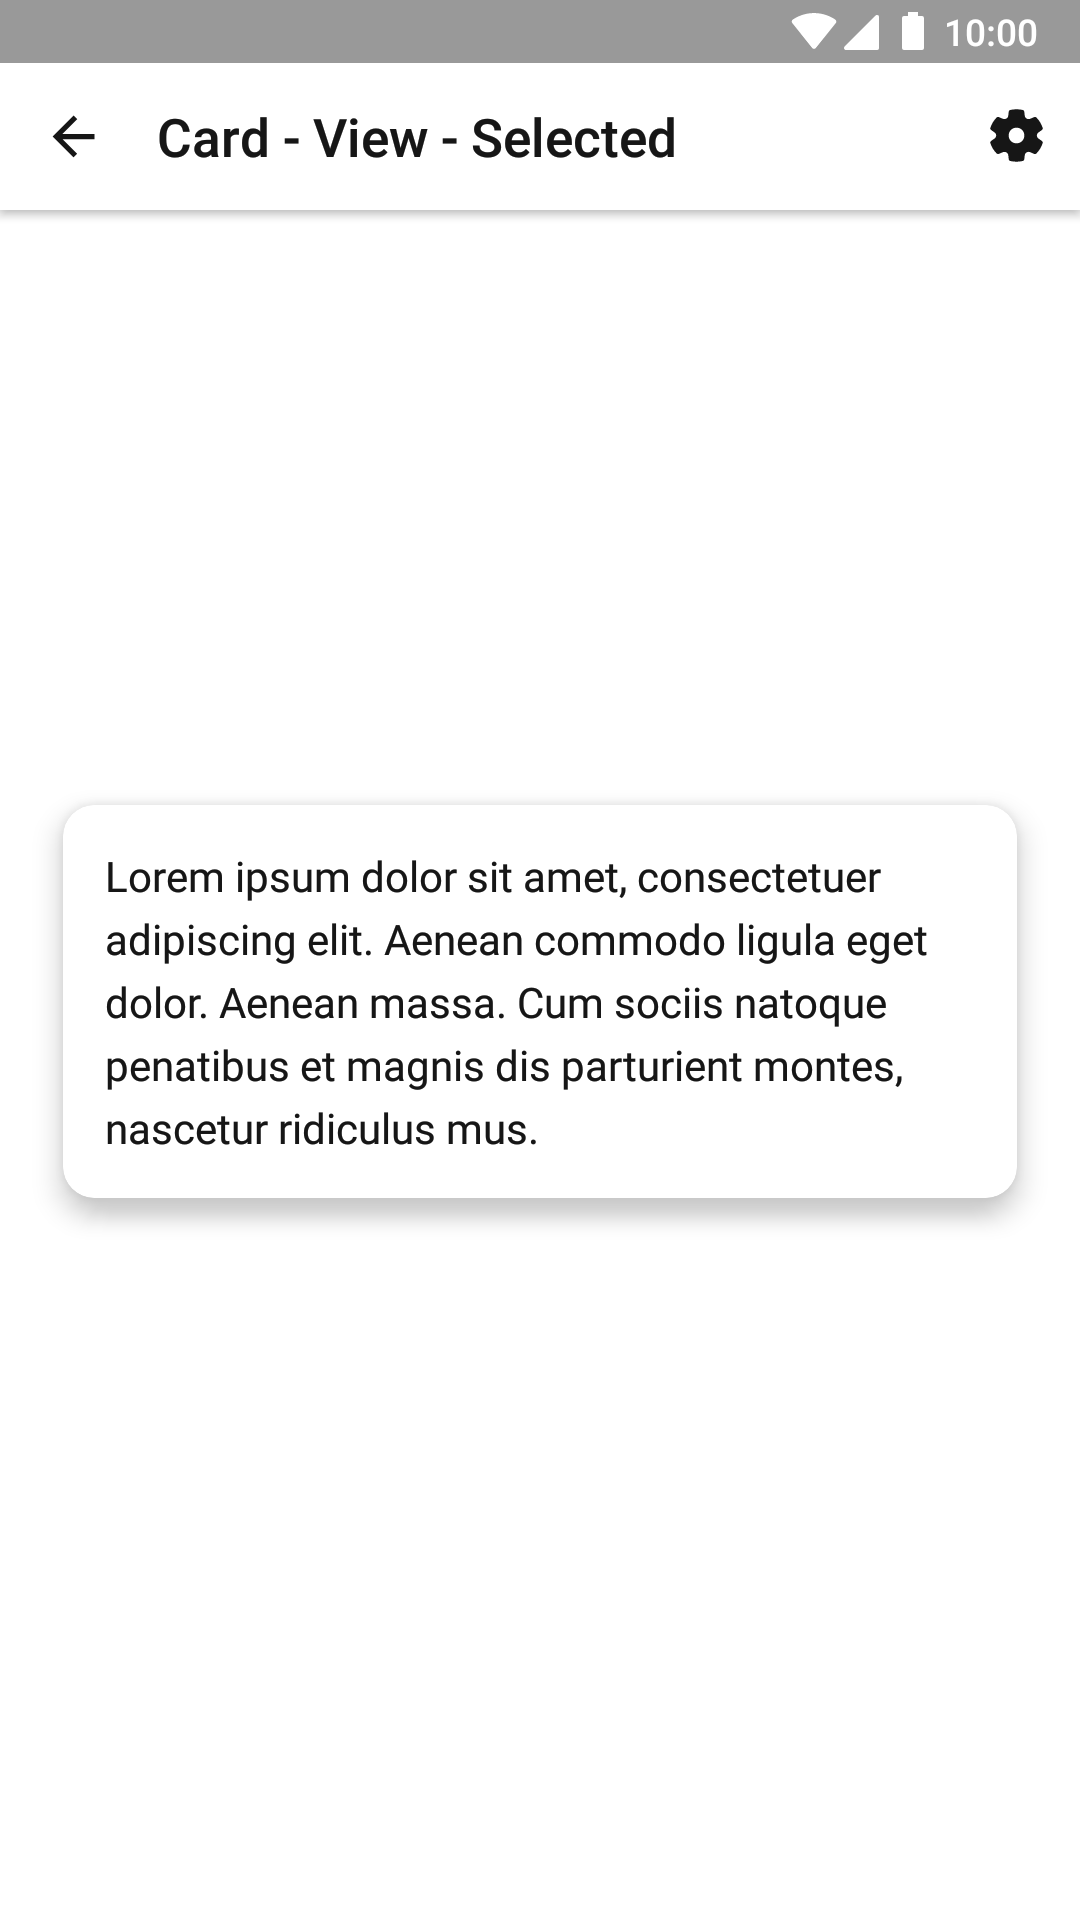 10:00
Card - View - Selected
Lorem ipsum dolor sit amet, consectetuer
adipiscing elit. Aenean commodo ligula eget
dolor. Aenean massa. Cum sociis natoque
penatibus et magnis dis parturient montes,
nascetur ridiculus mus.